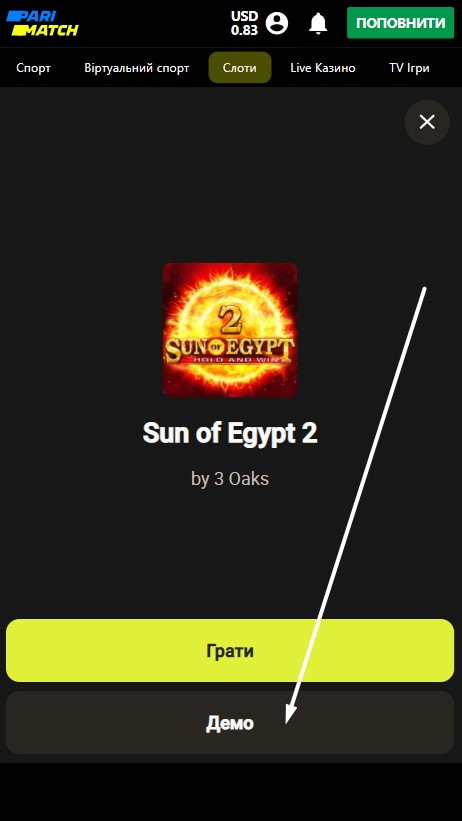 PARI
MATCH
USD
0.83
ПОПОВНИТИ
Спорт Віртуальний спорт Слоти Live Казино TV Ігри
2
SUN OF EGYPT
HOLD AND WIN
Sun of Egypt 2
by 3 Oaks
Грати
Демо